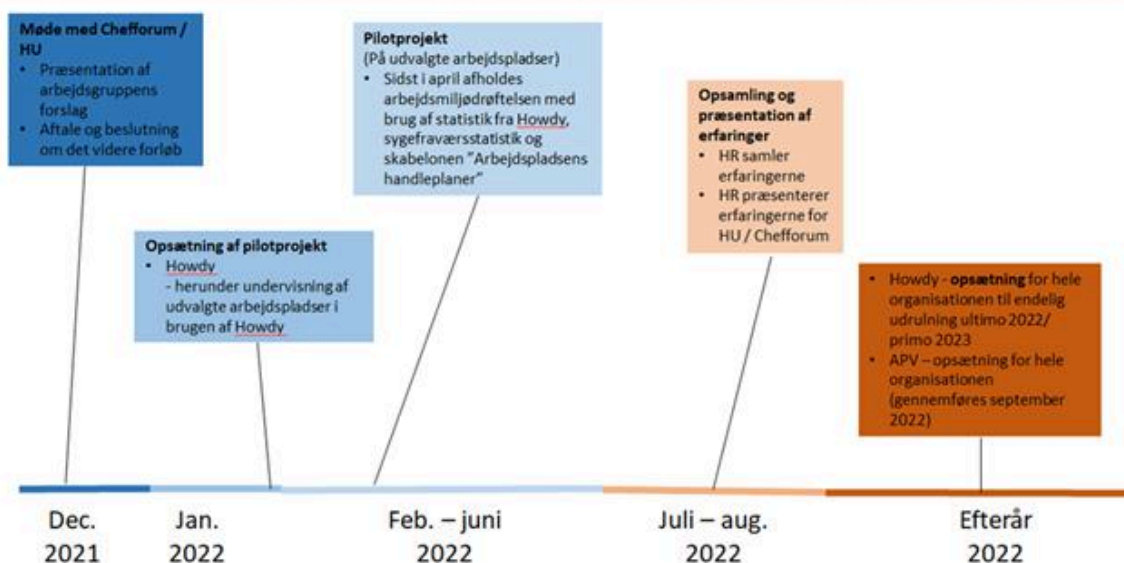 Møde med Chefforum /
HU
• Præsentation af
arbejdsgruppens
forslag
• Aftale og beslutning
om det videre forløb
Opsætning af pilotprojekt
• Howdy
- herunder undervisning af
udvalgte arbejdspladser i
brugen af Howdy
Pilotprojekt
(På udvalgte arbejdspladser)
• Sidst i april afholdes
arbejdsmiljødrøftelsen med
brug af statistik fra Howdy,
sygefraværsstatistik og
skabelonen ”Arbejdspladsens
handleplaner”
Opsamling og
præsentation af
erfaringer
• HR samler
erfaringerne
• HR præsenterer
erfaringerne for
HU / Chefforum
• Howdy - opsætning for hele
organisationen til endelig
udrulning ultimo 2022/
primo 2023
• APV – opsætning for hele
organisationen
(gennemføres september
2022)
Dec.
2021
Jan.
2022
Feb. – juni
2022
Juli – aug.
2022
Efterår
2022